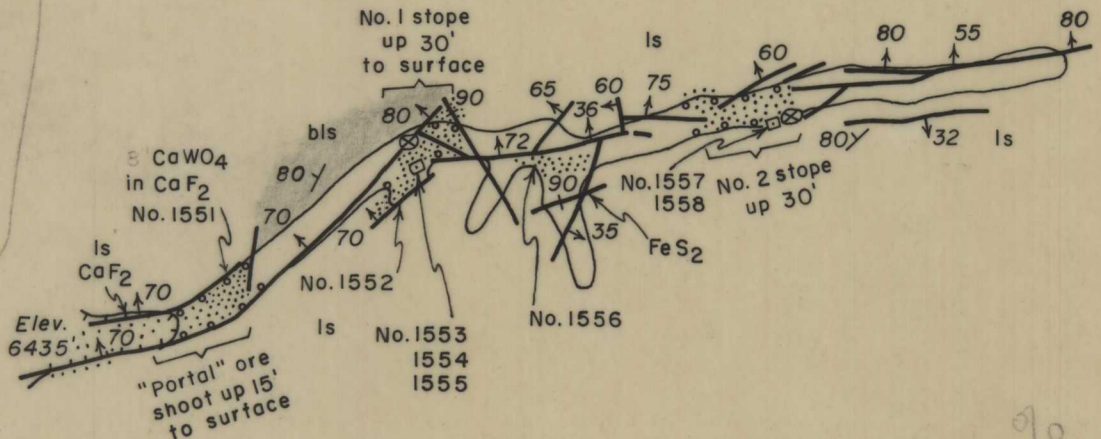 No. 1 stope
up 30'
to surface
ls
80
80
55
60
80
60
75
65
36
90
80
72
bls
80
CaWO4
in CaF2
No. 1551
70
ls
CaF2
70
Elev.
6435'
70
"Portal" ore
shoot up 15'
to surface
ls
70
No. 1552
No. 1553
1554
1555
90
35
FeS2
No. 1556
No. 1557
1558
No. 2 stope
up 30'
80
32
ls